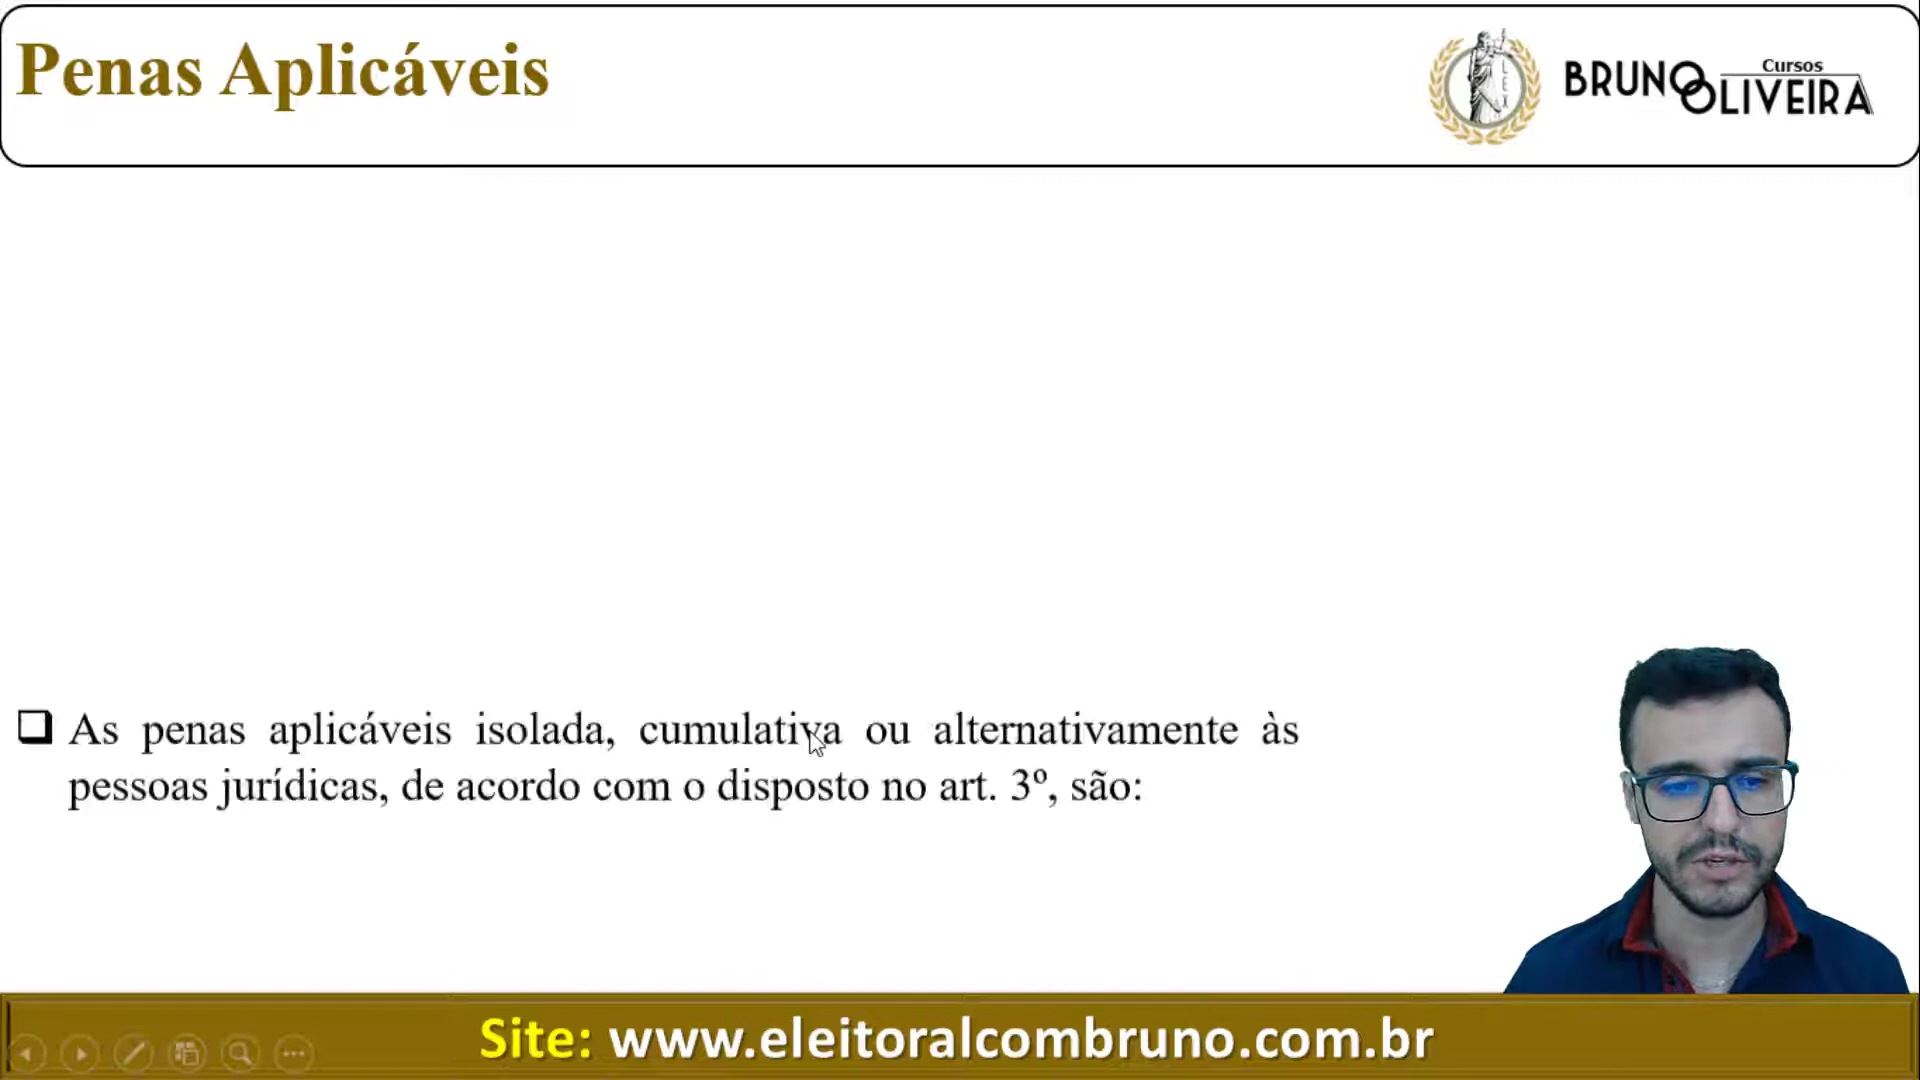 Penas Aplicáveis
LEX
Cursos
BRUNO OLIVEIRA
As penas aplicáveis isolada, cumulativa ou alternativamente às
pessoas jurídicas, de acordo com o disposto no art. 3º, são:
Site: www.eleitoralcombruno.com.br